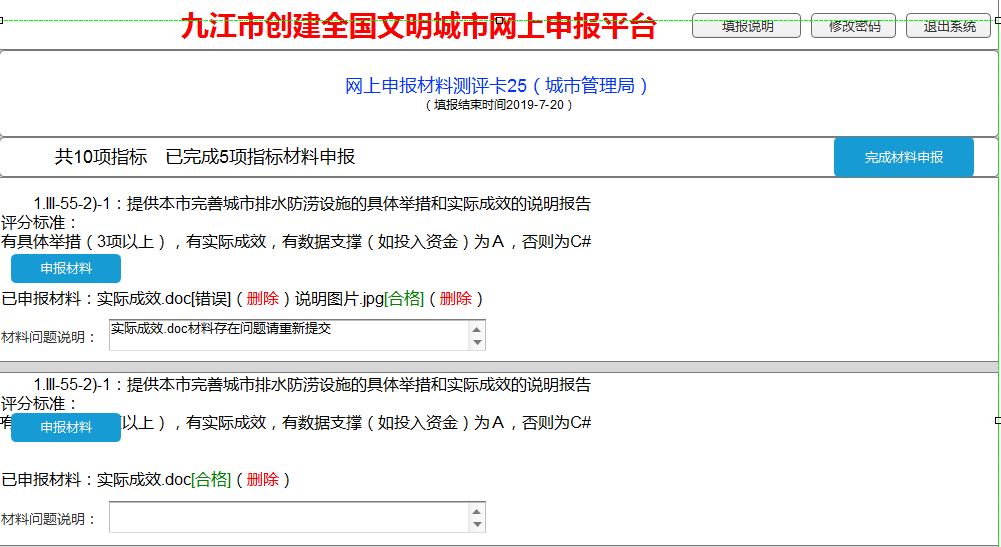 九江市创建全国文明城市网上申报平台 填报说明 修改密码 退出系统
网上申报材料测评卡25（城市管理局）
（填报结束时间2019-7-20）
共10项指标 已完成5项指标材料申报 完成材料申报
1.Ⅲ-55-2)-1：提供本市完善城市排水防涝设施的具体举措和实际成效的说明报告
评分标准：
有具体举措（3项以上），有实际成效，有数据支撑（如投入资金）为A，否则为C#
申报材料
已申报材料：实际成效.doc[错误]（删除）说明图片.jpg[合格]（删除）
材料问题说明： 实际成效.doc材料存在问题请重新提交
1.Ⅲ-55-2)-1：提供本市完善城市排水防涝设施的具体举措和实际成效的说明报告
评分标准：
有 申报材料 以上），有实际成效，有数据支撑（如投入资金）为A，否则为C#
已申报材料：实际成效.doc[合格]（删除）
材料问题说明：